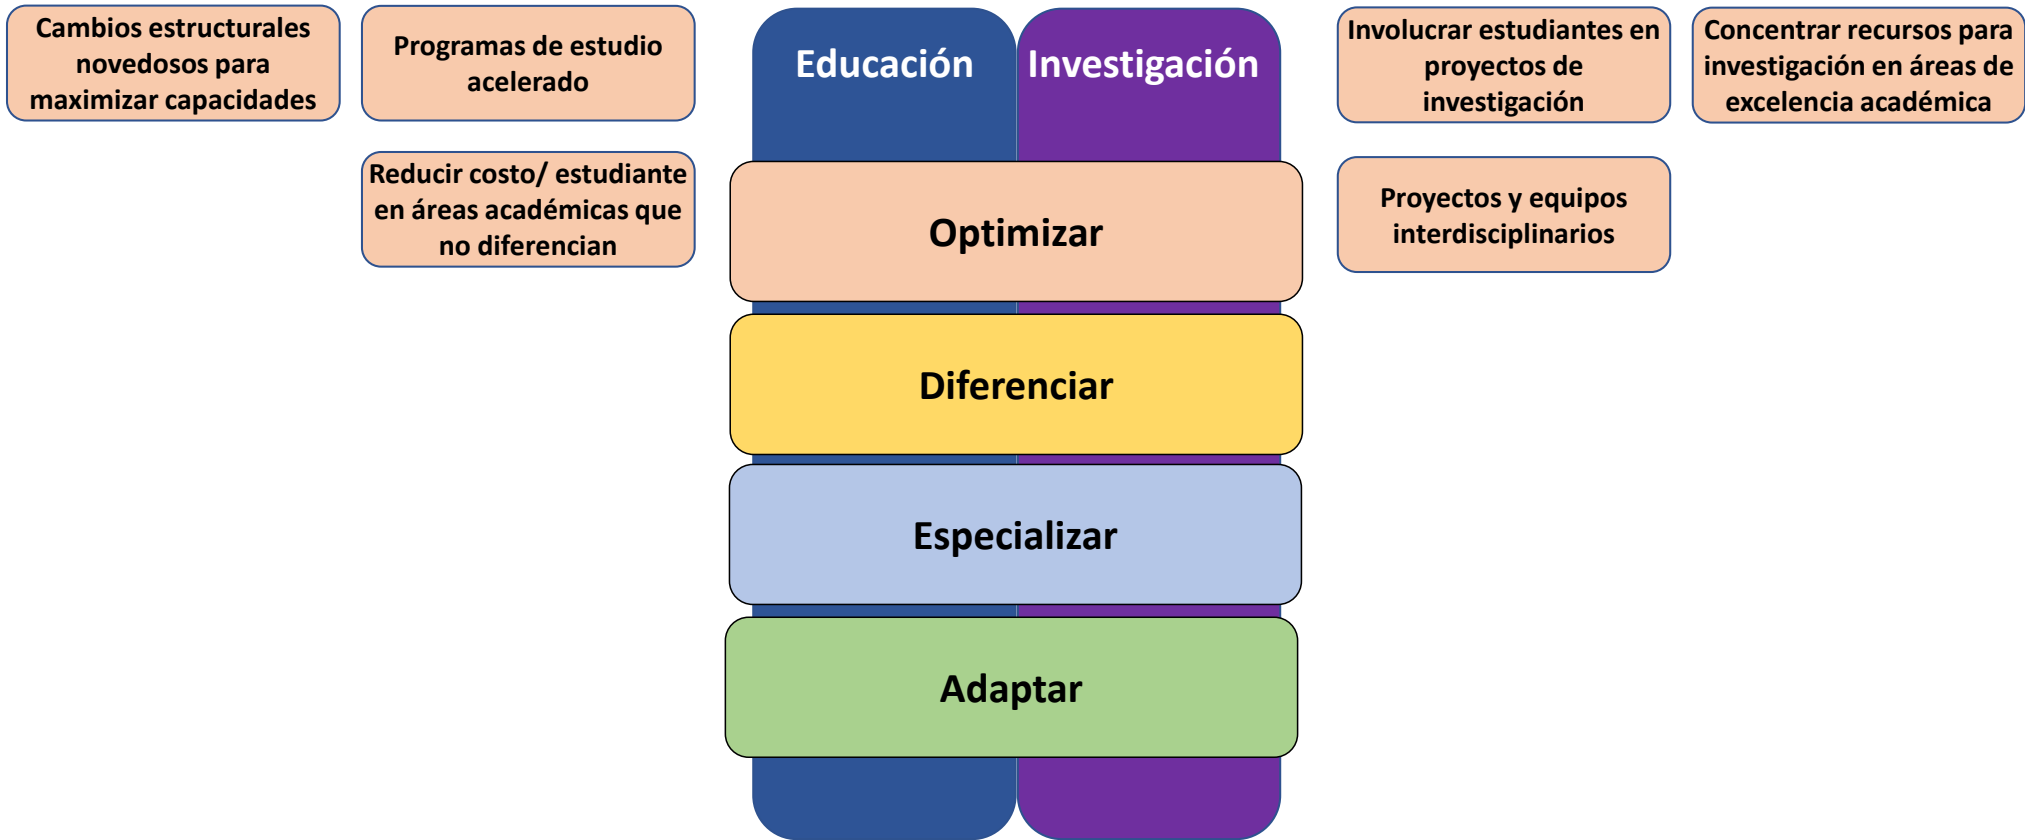 Cambios estructurales
novedosos para
maximizar capacidades
Programas de estudio
acelerado
Reducir costo/ estudiante
en áreas académicas que
no diferencian
Educación
Investigación
Optimizar
Diferenciar
Especializar
Adaptar
Involucrar estudiantes en
proyectos de
investigación
Concentrar recursos para
investigación en áreas de
excelencia académica
Proyectos y equipos
interdisciplinarios